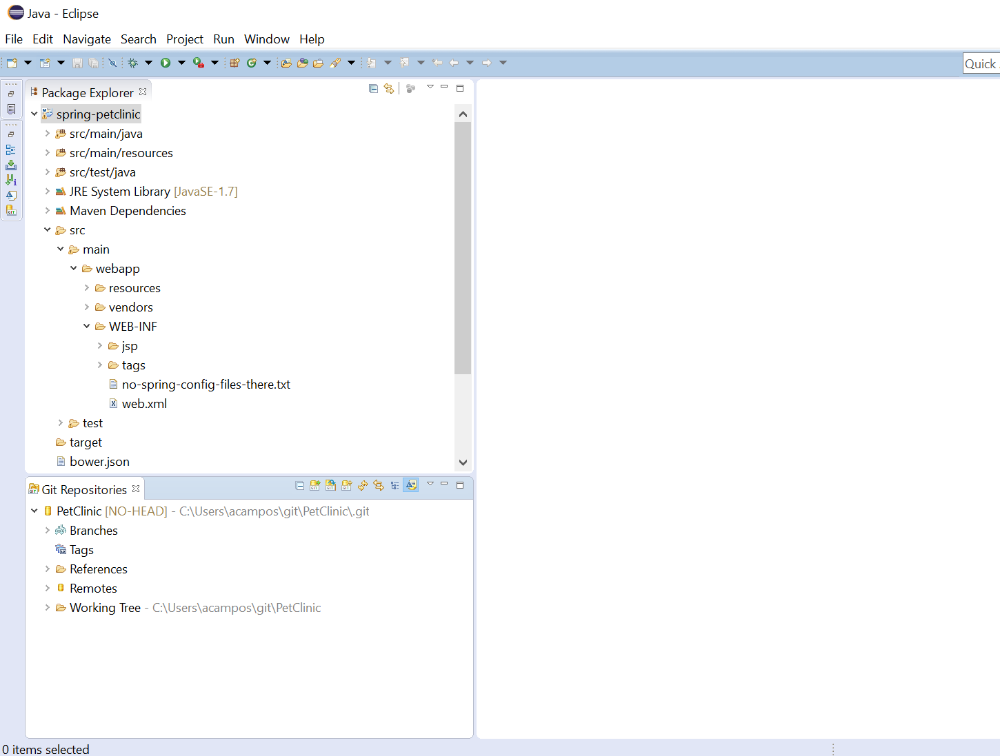 Java - Eclipse
File Edit Navigate Search Project Run Window Help
Quick
Package Explorer
spring-petclinic
src/main/java
src/main/resources
src/test/java
JRE System Library [JavaSE-1.7]
Maven Dependencies
src
main
webapp
resources
vendors
WEB-INF
jsp
tags
no-spring-config-files-there.txt
web.xml
test
target
bower.json
Git Repositories
PetClinic [NO-HEAD] - C:\Users\acampos\git\PetClinic\.git
Branches
Tags
References
Remotes
Working Tree - C:\Users\acampos\git\PetClinic
0 items selected